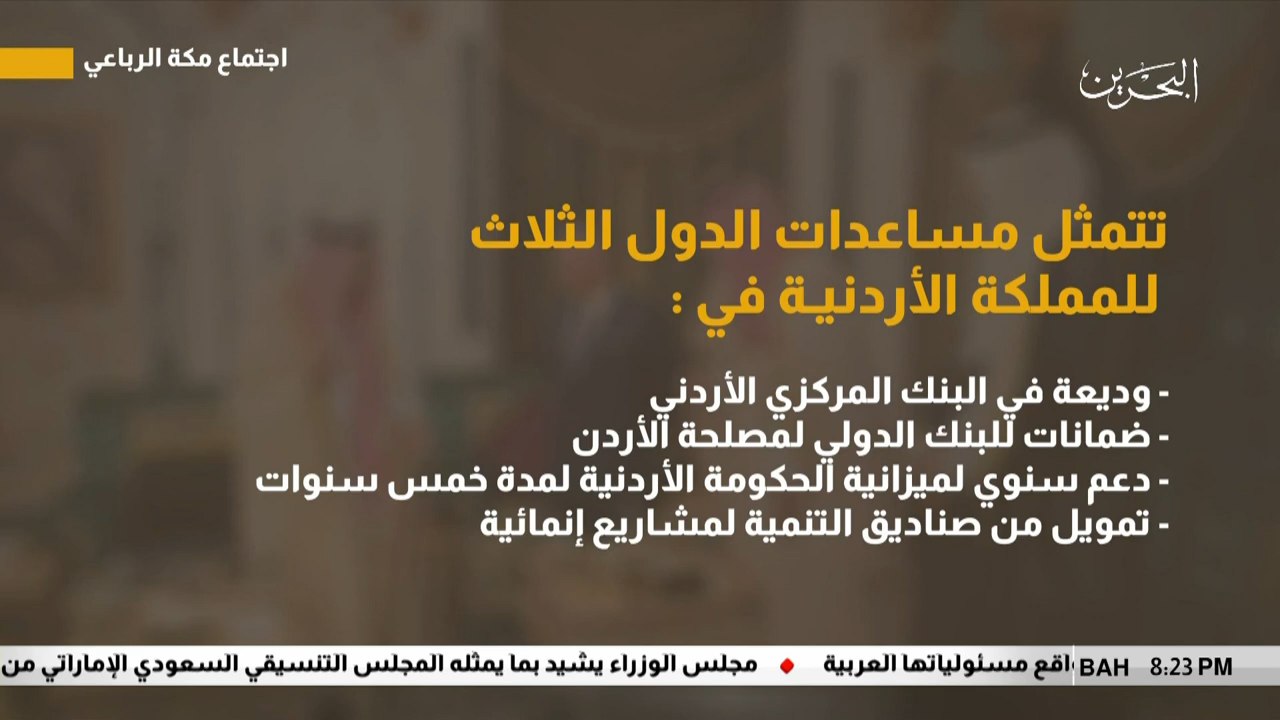 اجتماع مكة الرباعي
البحرين
تتمثل مساعدات الدول الثلاث
للمملكة الأردنية في :
- وديعة في البنك المركزي الأردني
- ضمانات للبنك الدولي لمصلحة الأردن
- دعم سنوي لميزانية الحكومة الأردنية لمدة خمس سنوات
- تمويل من صناديق التنمية لمشاريع إنمائية
اقع مسئولياتها العربية
مجلس الوزراء يشيد بما يمثله المجلس التنسيقي السعودي الإماراتي من
BAH 8:23 PM